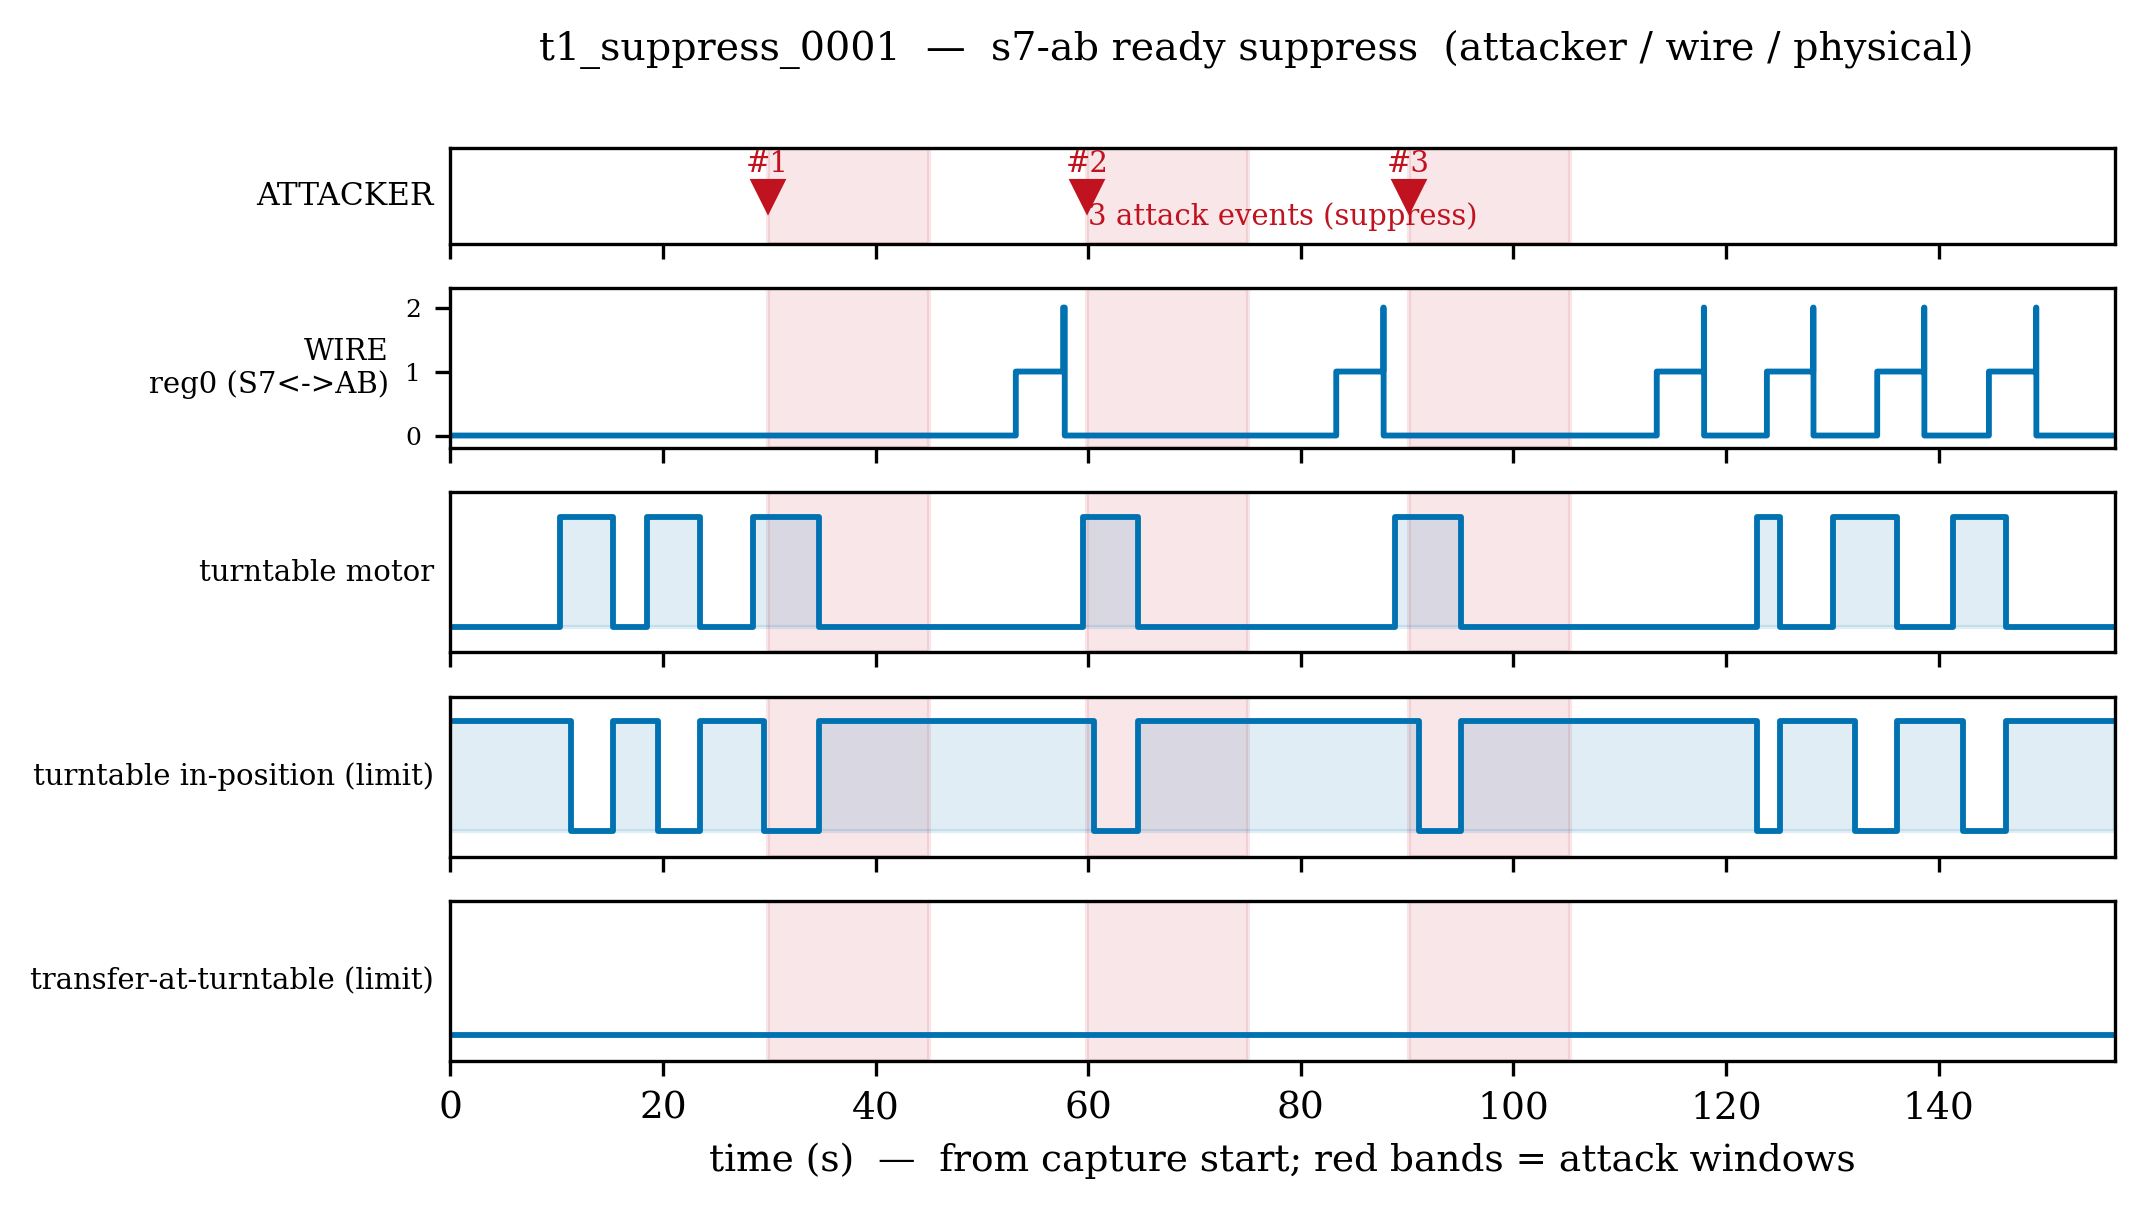 t1_suppress_0001 — s7-ab ready suppress (attacker / wire / physical)
#1 #2 #3
ATTACKER
3 attack events (suppress)
2
WIRE
reg0 (S7<->AB)
1
0
turntable motor
turntable in-position (limit)
transfer-at-turntable (limit)
0 20 40 60 80 100 120 140
time (s) — from capture start; red bands = attack windows